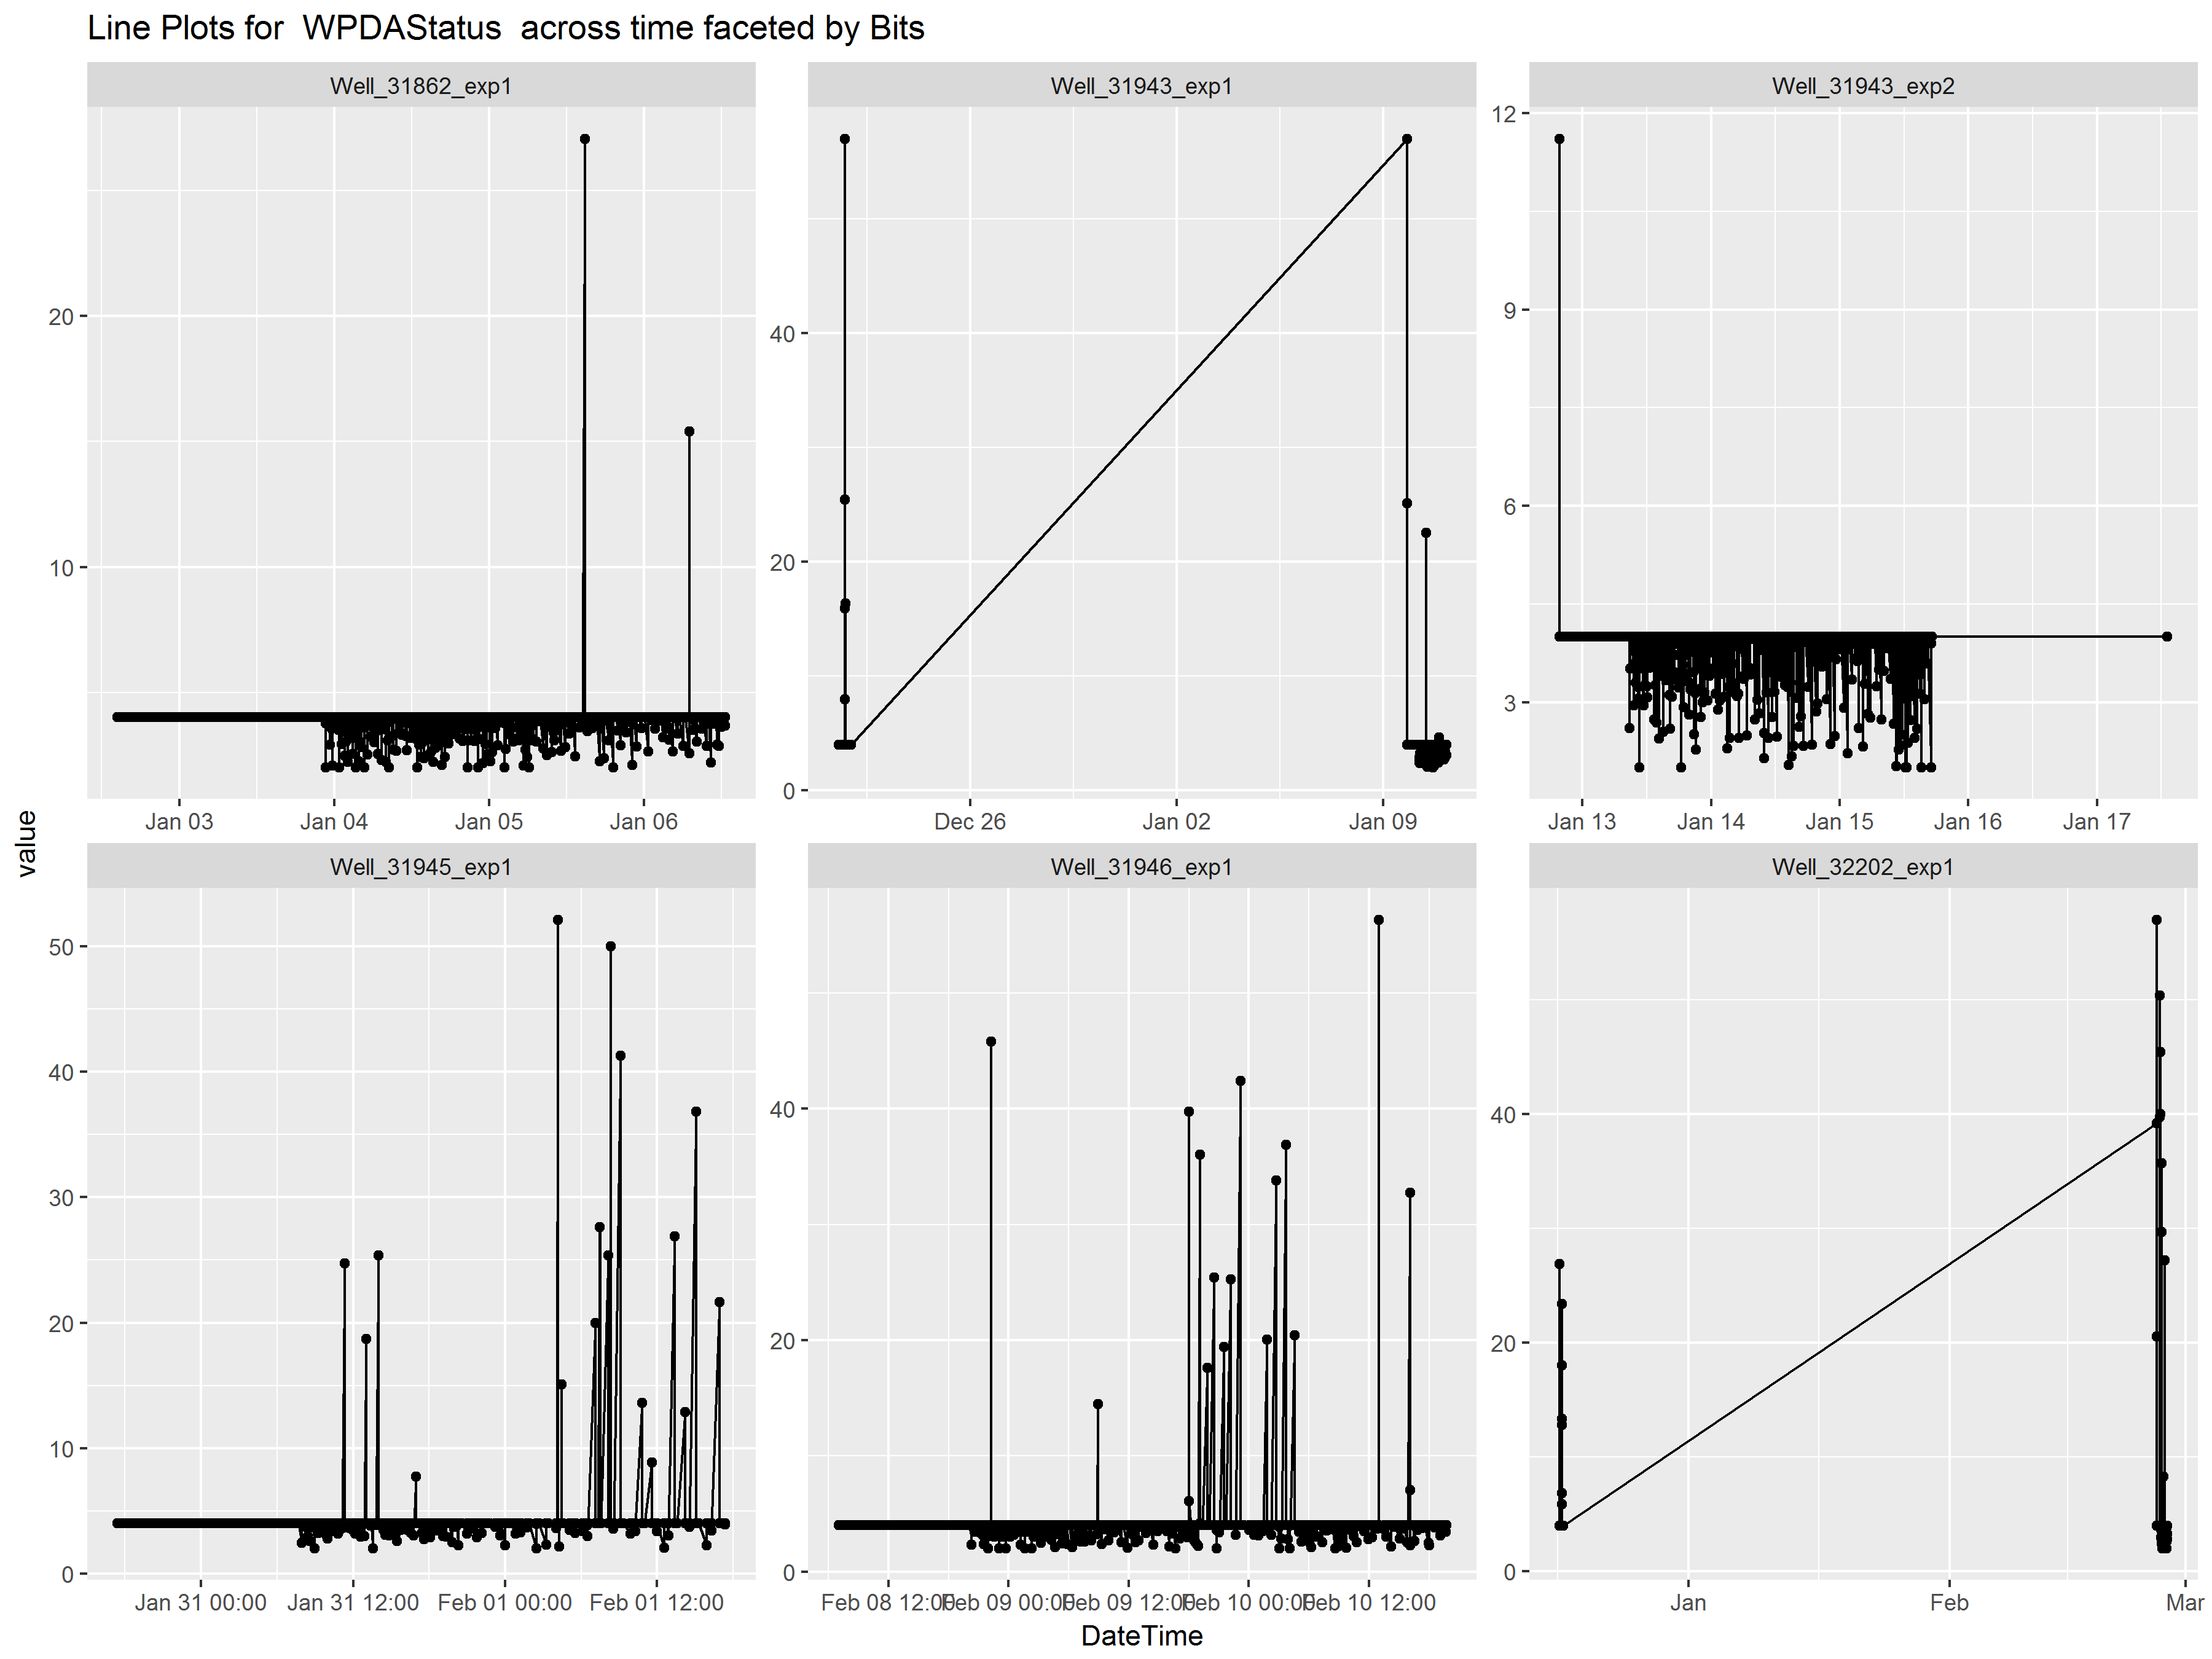 Line Plots for  WPDAStatus  across time faceted by Bits
Well_31862_exp1
Well_31943_exp1
Well_31943_exp2
20
10
Jan 03 Jan 04 Jan 05 Jan 06
40
20
0
Dec 26 Jan 02 Jan 09
12
9
6
3
Jan 13 Jan 14 Jan 15 Jan 16 Jan 17
value
Well_31945_exp1
Well_31946_exp1
Well_32202_exp1
50
40
30
20
10
0
Jan 31 00:00 Jan 31 12:00 Feb 01 00:00 Feb 01 12:00
40
20
0
Feb 08 12:00 Feb 09 00:00 Feb 09 12:00 Feb 10 00:00 Feb 10 12:00
40
20
0
Jan Feb Mar
DateTime